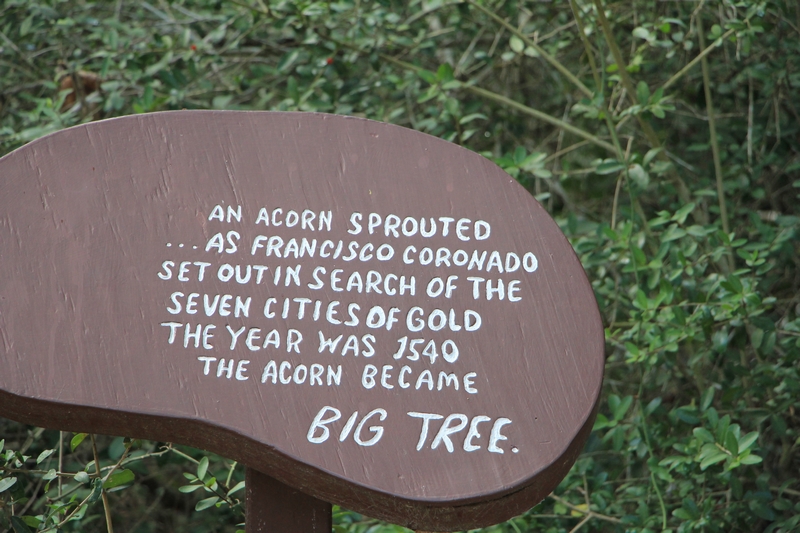 AN ACORN SPROUTED
...AS FRANCISCO CORONADO
SET OUT IN SEARCH OF THE
SEVEN CITIES OF GOLD
THE YEAR WAS 1540
THE ACORN BECAME
BIG TREE.